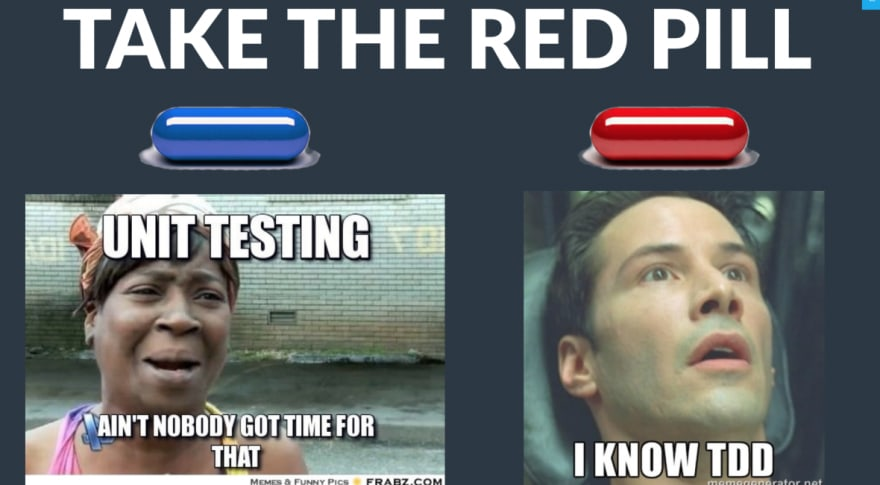 TAKE THE RED PILL
UNIT TESTING
AIN'T NOBODY GOT TIME FOR
THAT
MEMES & FUNNY PICS FRABZ.COM
I KNOW TDD
memegenerator.net